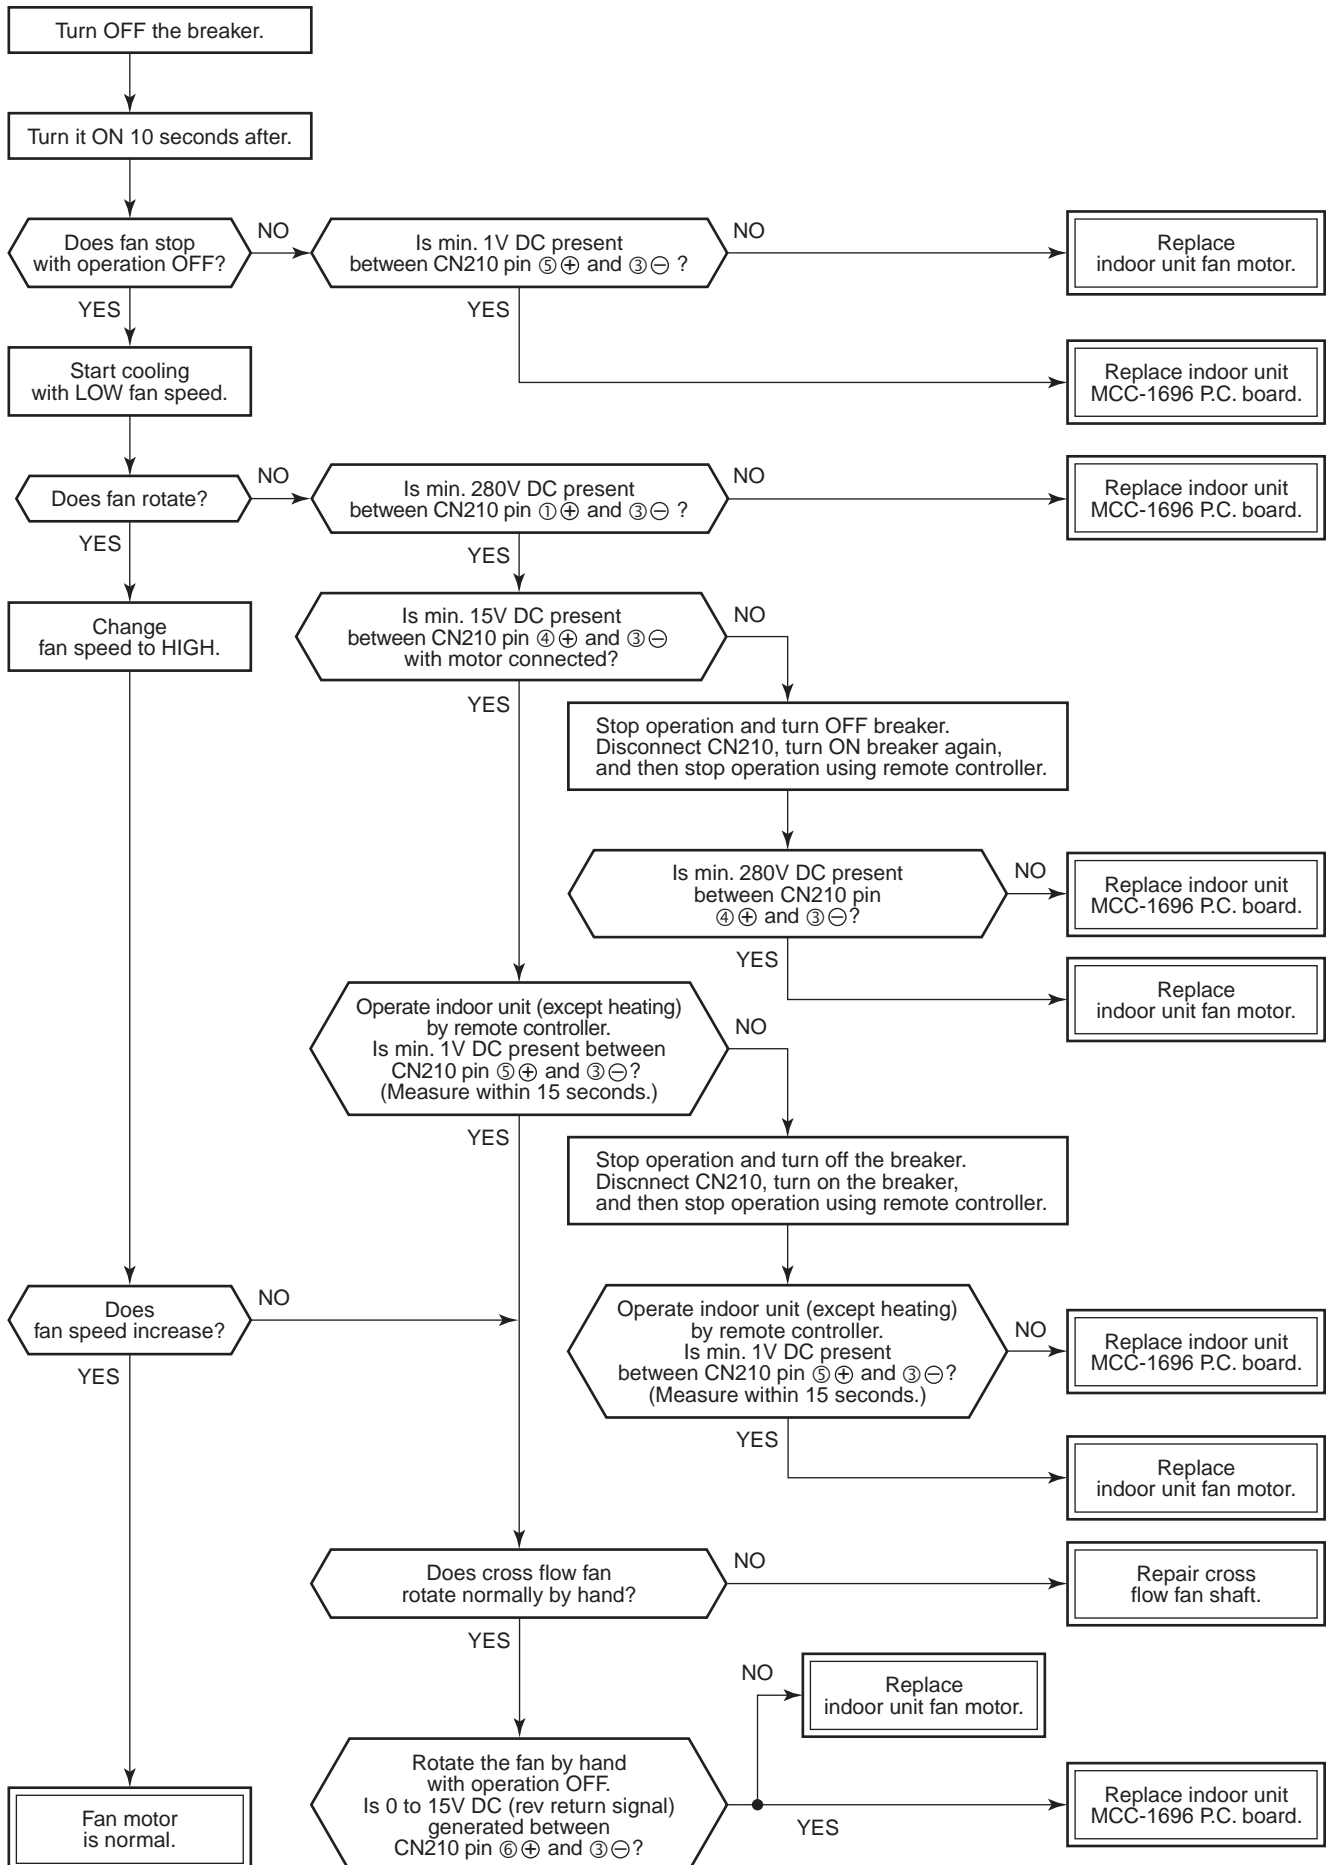 Turn OFF the breaker.
Turn it ON 10 seconds after.
Does fan stop
with operation OFF?
NO
YES
Is min. 1V DC present
between CN210 pin ⑤⊕ and ③⊖ ?
NO
YES
Replace
indoor unit fan motor.
Start cooling
with LOW fan speed.
Replace indoor unit
MCC-1696 P.C. board.
Does fan rotate?
NO
YES
Is min. 280V DC present
between CN210 pin ①⊕ and ③⊖ ?
NO
YES
Replace indoor unit
MCC-1696 P.C. board.
Change
fan speed to HIGH.
Is min. 15V DC present
between CN210 pin ④⊕ and ③⊖
with motor connected?
NO
YES
Stop operation and turn OFF breaker.
Disconnect CN210, turn ON breaker again,
and then stop operation using remote controller.
Is min. 280V DC present
between CN210 pin
④⊕ and ③⊖?
NO
YES
Replace indoor unit
MCC-1696 P.C. board.
Replace
indoor unit fan motor.
Operate indoor unit (except heating)
by remote controller.
Is min. 1V DC present between
CN210 pin ⑤⊕ and ③⊖?
(Measure within 15 seconds.)
NO
YES
Stop operation and turn off the breaker.
Discnnect CN210, turn on the breaker,
and then stop operation using remote controller.
Does
fan speed increase?
NO
YES
Operate indoor unit (except heating)
by remote controller.
Is min. 1V DC present
between CN210 pin ⑤⊕ and ③⊖?
(Measure within 15 seconds.)
NO
YES
Replace indoor unit
MCC-1696 P.C. board.
Replace
indoor unit fan motor.
Does cross flow fan
rotate normally by hand?
NO
YES
Repair cross
flow fan shaft.
NO
Replace
indoor unit fan motor.
Rotate the fan by hand
with operation OFF.
Is 0 to 15V DC (rev return signal)
generated between
CN210 pin ⑥⊕ and ③⊖?
YES
Replace indoor unit
MCC-1696 P.C. board.
Fan motor
is normal.